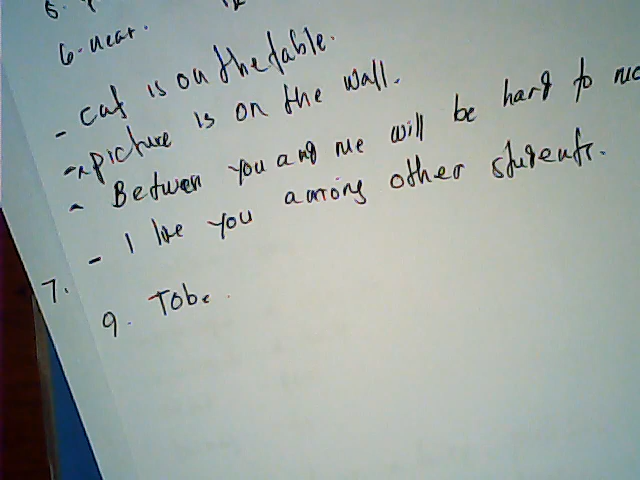 6. near.
- cat is on the table.
- picture is on the wall.
- Between you and me will be hard to
- I like you among other students.
7.
9. Tobe.